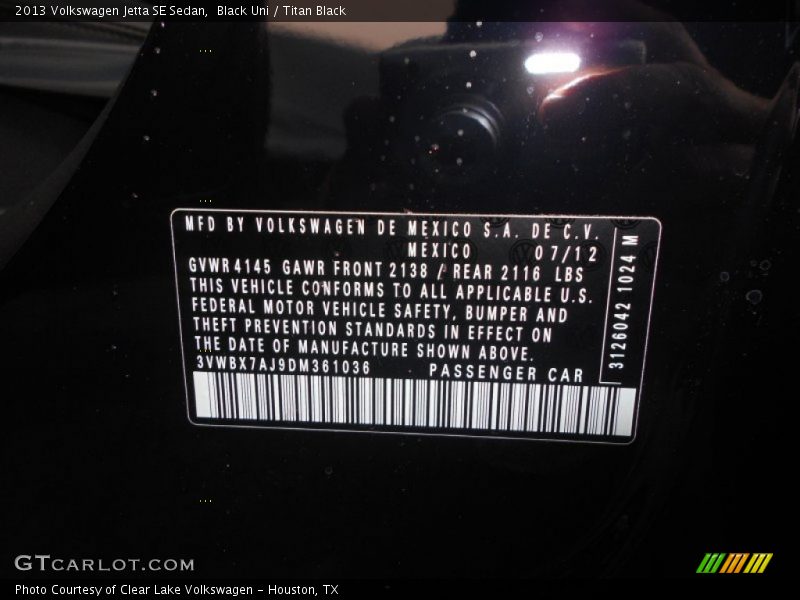 2013 Volkswagen Jetta SE Sedan,  Black Uni / Titan Black
MFD BY VOLKSWAGEN DE MEXICO S.A. DE C.V.
MEXICO 07/12
GVWR 4145 GAWR FRONT 2138 / REAR 2116 LBS
THIS VEHICLE CONFORMS TO ALL APPLICABLE U.S.
FEDERAL MOTOR VEHICLE SAFETY, BUMPER AND
THEFT PREVENTION STANDARDS IN EFFECT ON
THE DATE OF MANUFACTURE SHOWN ABOVE.
3VWBX7AJ9DM361036 PASSENGER CAR
3126042 1024 M
GTCARLOT.COM
Photo Courtesy of Clear Lake Volkswagen - Houston, TX